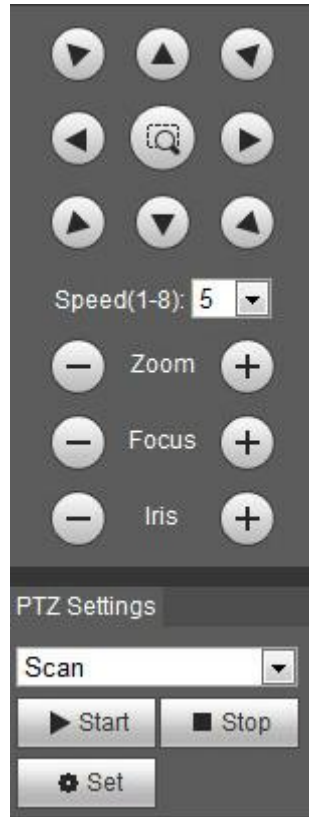 Speed(1-8): 5
Zoom
Focus
Iris
PTZ Settings
Scan
Start Stop
Set